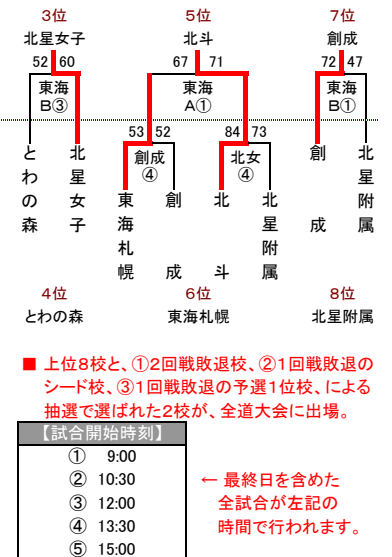 3位 5位 7位
北星女子 北斗 創成
52 60 67 71 72 47
東海 東海 東海
B③ A① B①
53 52 84 73
創成 北女
④ ④
とわの森 北星女子 東海札幌 創成 北斗 北星附属 創成 北星附属
4位 6位 8位
とわの森 東海札幌 北星附属
■ 上位8校と、①2回戦敗退校、②1回戦敗退の
シード校、③1回戦敗退の予選1位校、による
抽選で選ばれた2校が、全道大会に出場。
【試合開始時刻】
① 9:00
② 10:30
③ 12:00
④ 13:30
⑤ 15:00
← 最終日を含めた
全試合が左記の
時間で行われます。